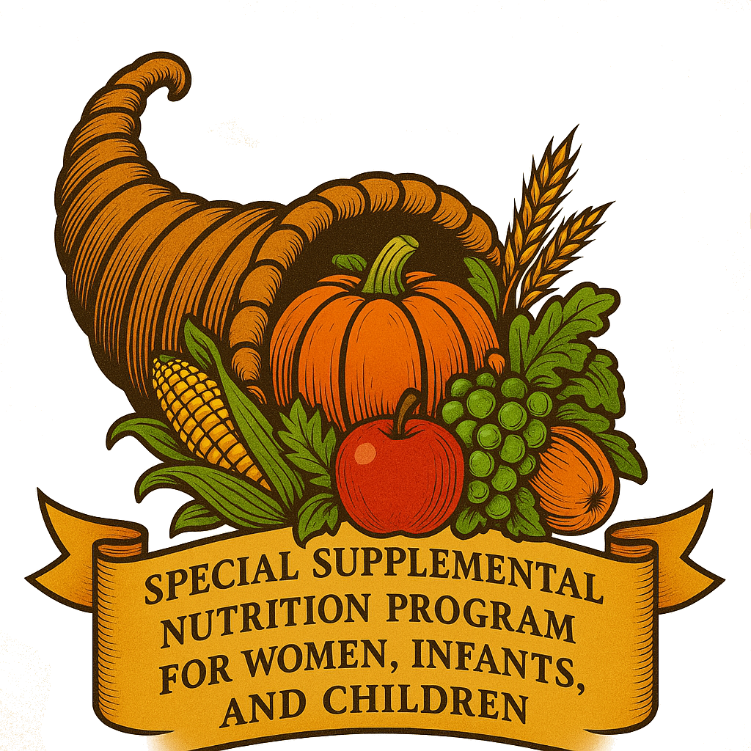 SPECIAL SUPPLEMENTAL
NUTRITION PROGRAM
FOR WOMEN, INFANTS,
AND CHILDREN